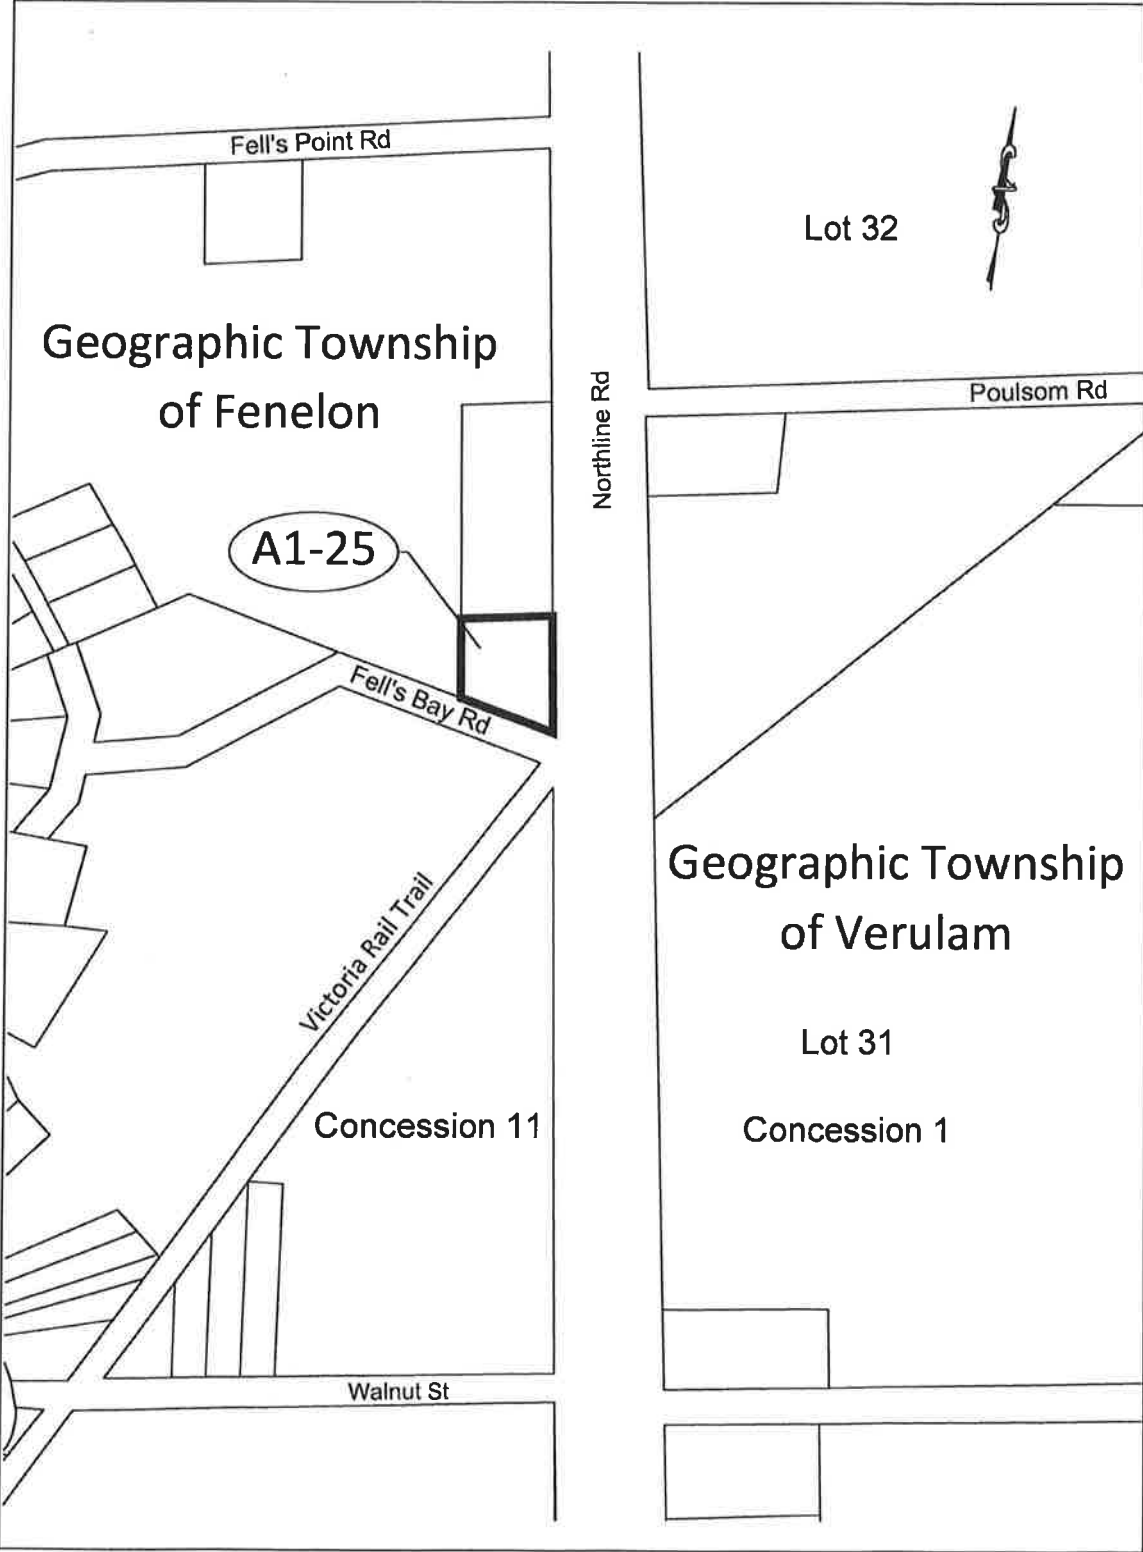 Fell's Point Rd
Lot 32
Geographic Township
of Fenelon
Northline Rd
Poulsom Rd
A1-25
Fell's Bay Rd
Geographic Township
of Verulam
Victoria Rail Trail
Lot 31
Concession 11
Concession 1
Walnut St